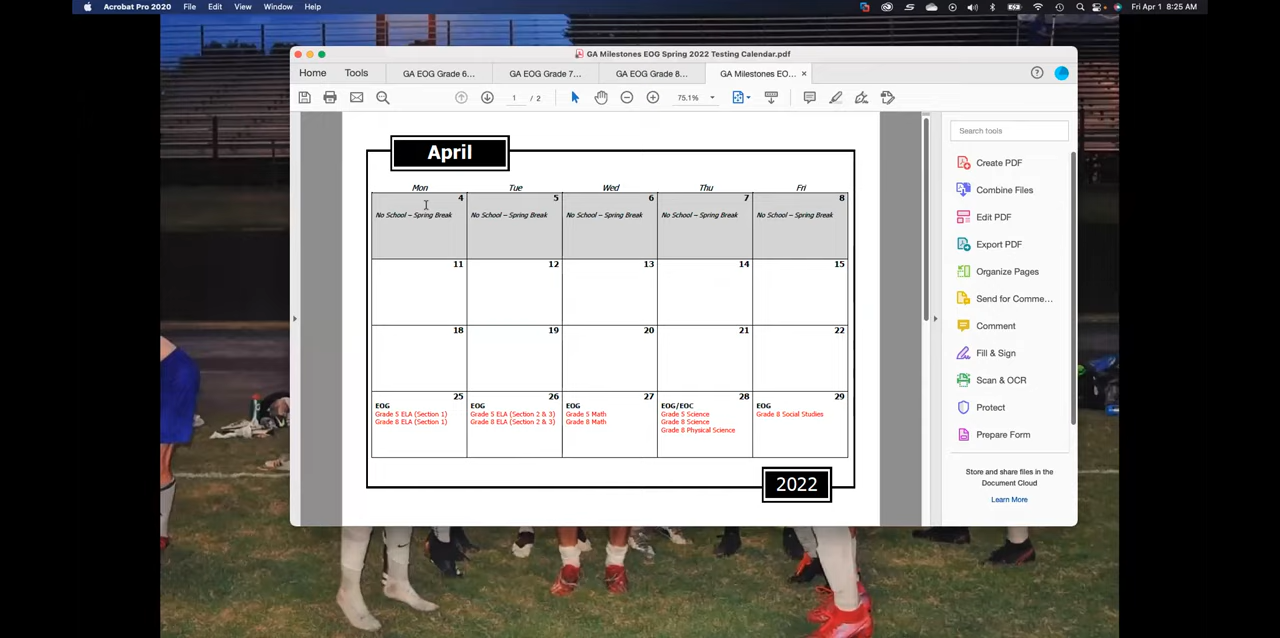 Acrobat Pro 2020 File Edit View Window Help Fri Apr 1 8:25 AM
GA Milestones EOG Spring 2022 Testing Calendar.pdf
Home Tools GA EOG Grade 6... GA EOG Grade 7... GA EOG Grade 8... GA Milestones EO... ×
1 / 2 75.1%
April
Mon Tue Wed Thu Fri
4 5 6 7 8
No School – Spring Break No School – Spring Break No School – Spring Break No School – Spring Break No School – Spring Break
11 12 13 14 15
18 19 20 21 22
25 26 27 28 29
EOG EOG EOG EOG/EOC EOG
Grade 5 ELA (Section 1) Grade 5 ELA (Section 2 & 3) Grade 5 Math Grade 5 Science Grade 8 Social Studies
Grade 8 ELA (Section 1) Grade 8 ELA (Section 2 & 3) Grade 8 Math Grade 8 Science
Grade 8 Physical Science
2022
Search tools
Create PDF
Combine Files
Edit PDF
Export PDF
Organize Pages
Send for Comme...
Comment
Fill & Sign
Scan & OCR
Protect
Prepare Form
Store and share files in the
Document Cloud
Learn More